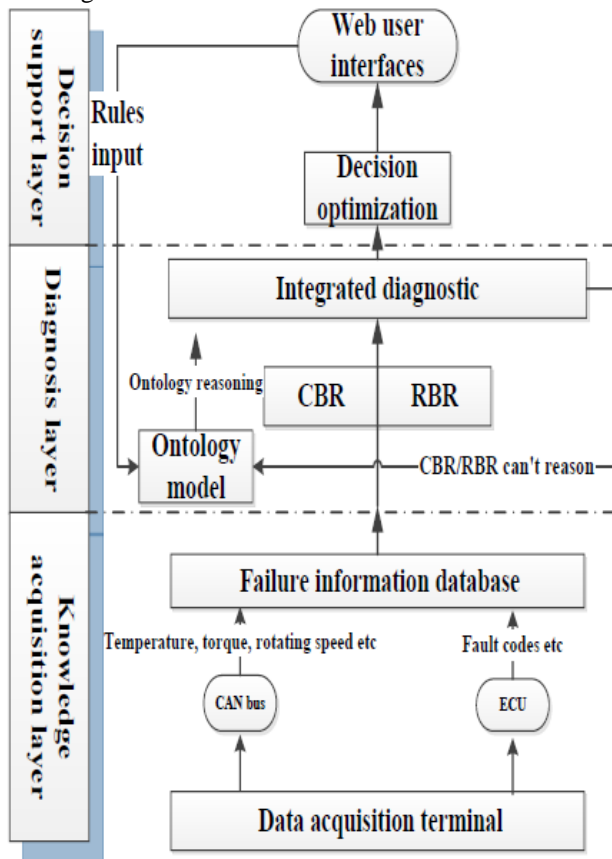 Decision
support layer
Web user
interfaces
Rules
input
Decision
optimization
Diagnosis layer
Integrated diagnostic
Ontology reasoning
CBR
RBR
Ontology
model
CBR/RBR can't reason
Knowledge
acquisition layer
Failure information database
Temperature, torque, rotating speed etc
Fault codes etc
CAN bus
ECU
Data acquisition terminal